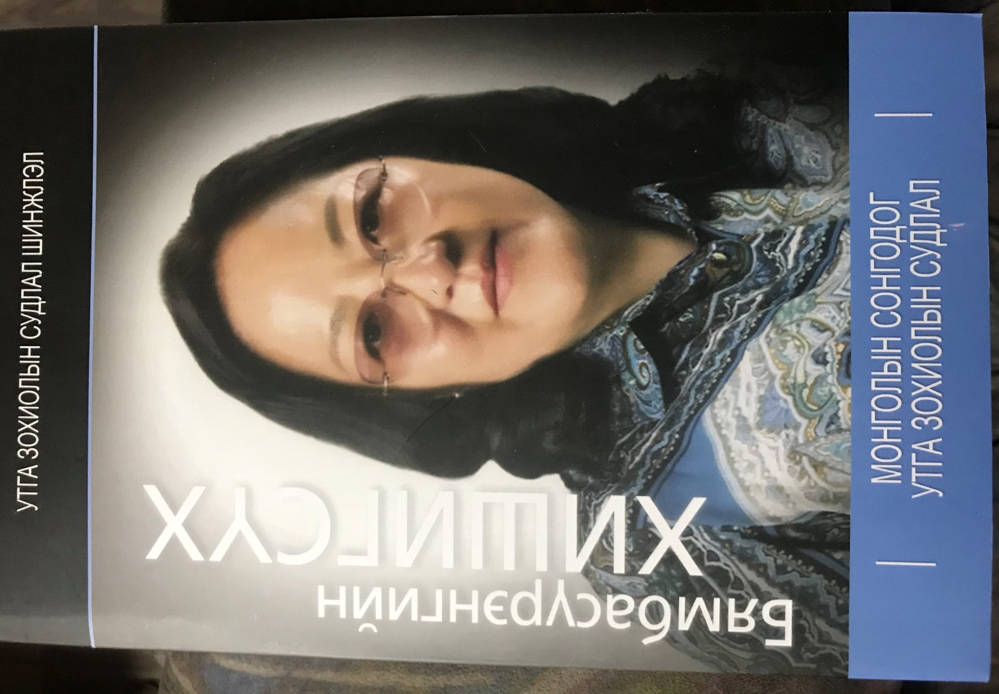 УТГА ЗОХИОЛЫН СУДЛАЛ ШИНЖЛЭЛ
Бямбасүрэнгийн
ХИШИГСҮХ
МОНГОЛЫН СОНГОДОГ
УТГА ЗОХИОЛЫН СУДЛАЛ